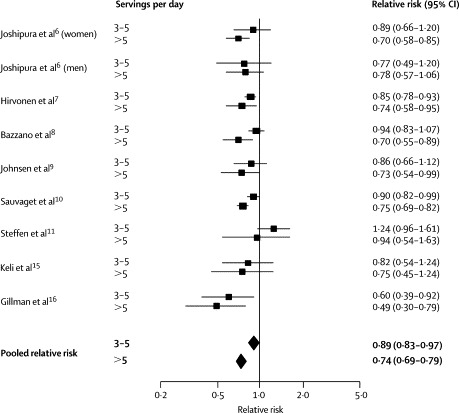 Servings per day Relative risk (95% CI)
Joshipura et al⁶ (women) 3–5 0·89 (0·66–1·20)
>5 0·70 (0·58–0·85)
Joshipura et al⁶ (men) 3–5 0·77 (0·49–1·20)
>5 0·78 (0·57–1·06)
Hirvonen et al⁷ 3–5 0·85 (0·78–0·93)
>5 0·74 (0·58–0·95)
Bazzano et al⁸ 3–5 0·94 (0·83–1·07)
>5 0·70 (0·55–0·89)
Johnsen et al⁹ 3–5 0·86 (0·66–1·12)
>5 0·73 (0·54–0·99)
Sauvaget et al¹⁰ 3–5 0·90 (0·82–0·99)
>5 0·75 (0·69–0·82)
Steffen et al¹¹ 3–5 1·24 (0·96–1·61)
>5 0·94 (0·54–1·63)
Keli et al¹⁵ 3–5 0·82 (0·54–1·24)
>5 0·75 (0·45–1·24)
Gillman et al¹⁶ 3–5 0·60 (0·39–0·92)
>5 0·49 (0·30–0·79)
Pooled relative risk 3–5 0·89 (0·83–0·97)
>5 0·74 (0·69–0·79)
0·2 0·5 1·0 5·0
Relative risk